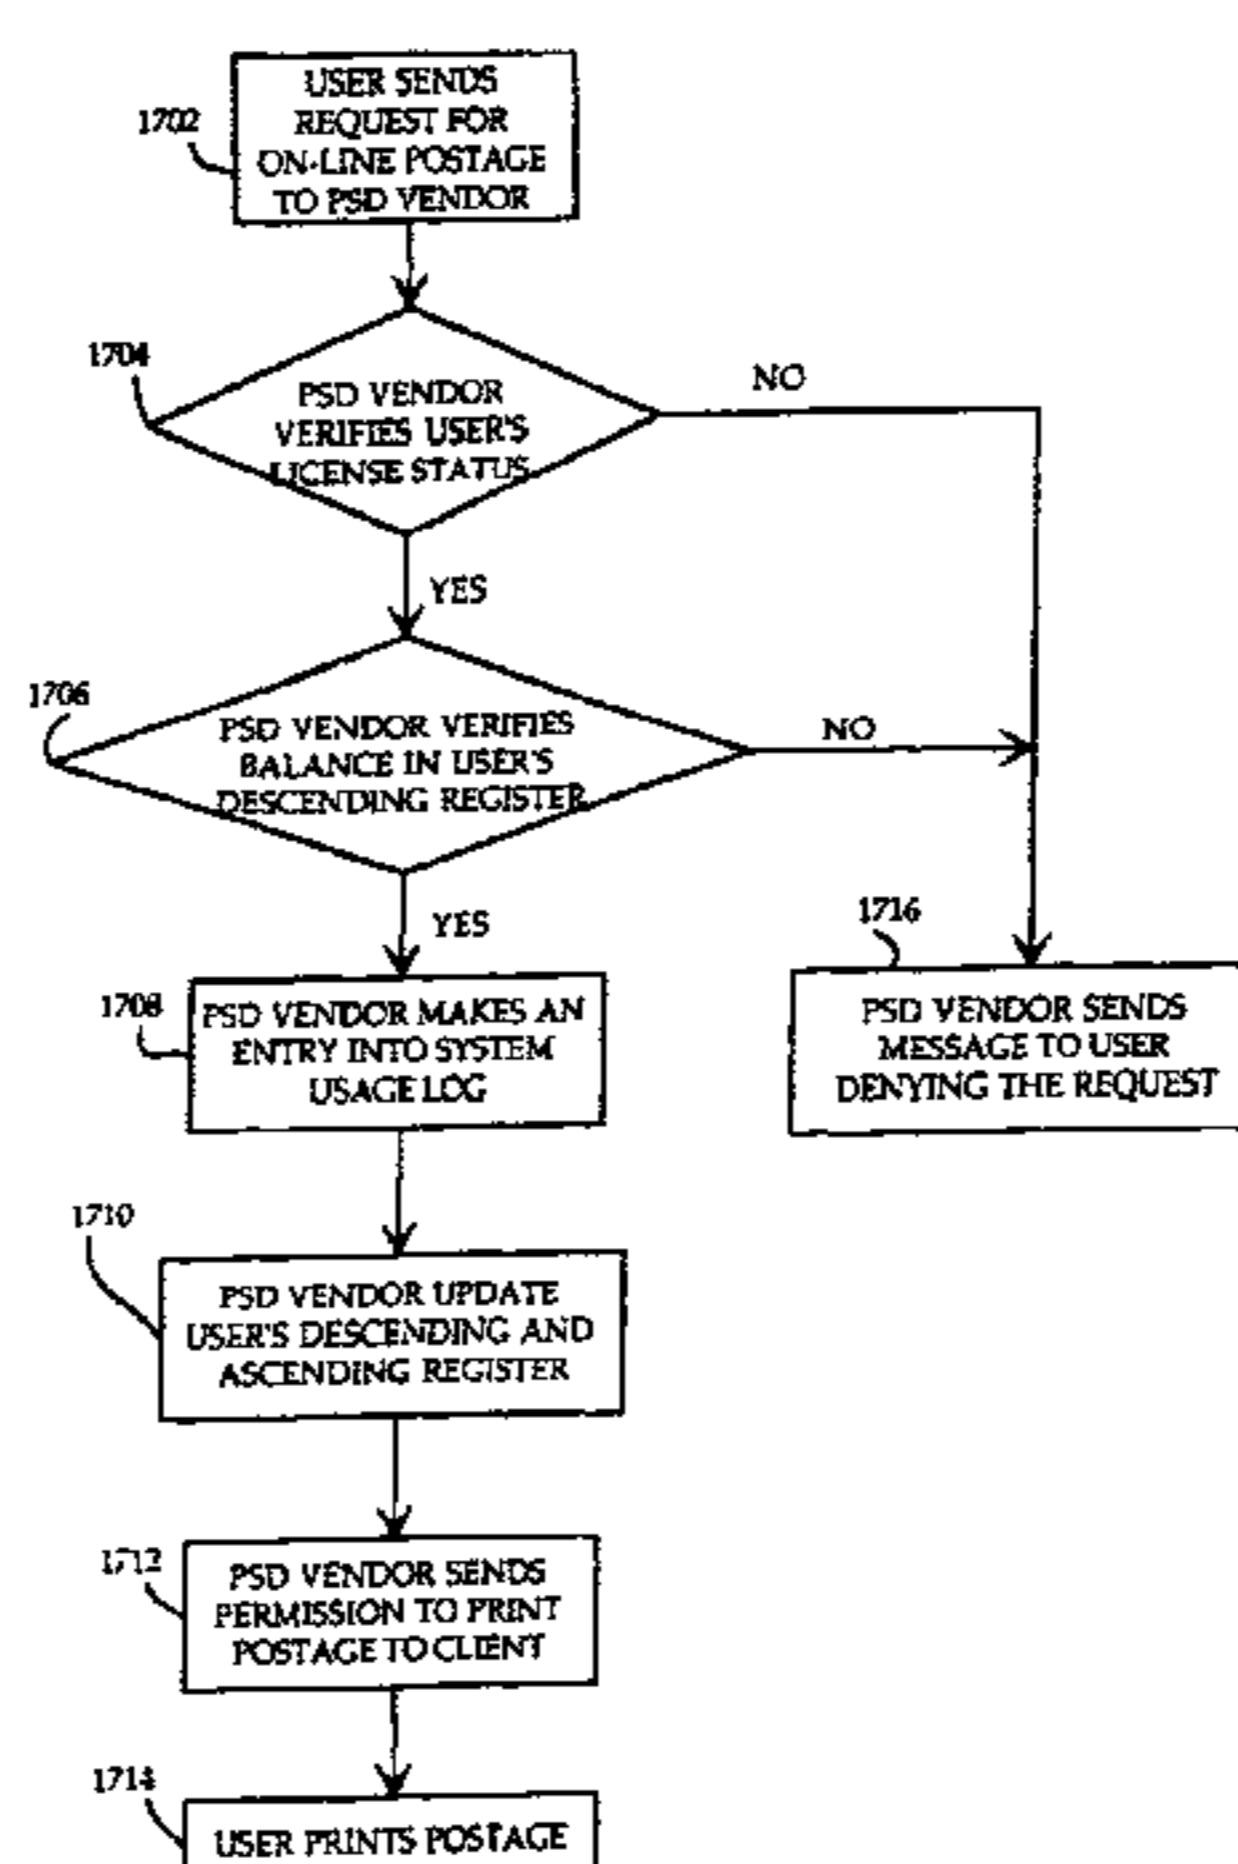 USER SENDS
REQUEST FOR
ON-LINE POSTAGE
TO PSD VENDOR
1702
1704
PSD VENDOR
VERIFIES USER'S
LICENSE STATUS
NO
YES
1706
PSD VENDOR VERIFIES
BALANCE IN USER'S
DESCENDING REGISTER
NO
YES
1708
PSD VENDOR MAKES AN
ENTRY INTO SYSTEM
USAGE LOG
1716
PSD VENDOR SENDS
MESSAGE TO USER
DENYING THE REQUEST
1710
PSD VENDOR UPDATE
USER'S DESCENDING AND
ASCENDING REGISTER
1712
PSD VENDOR SENDS
PERMISSION TO PRINT
POSTAGE TO CLIENT
1714
USER PRINTS POSTAGE